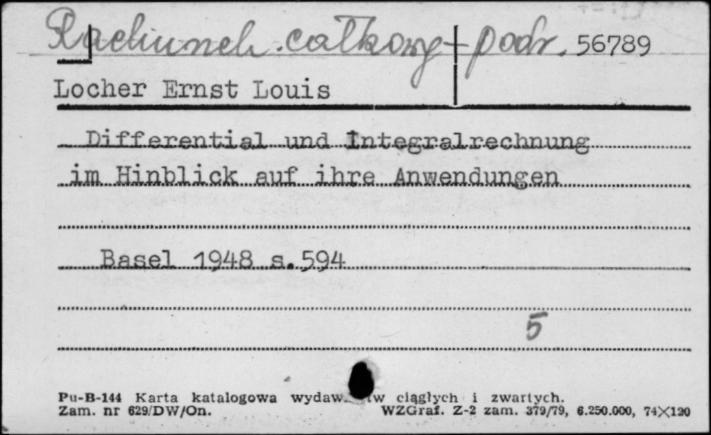 Rachunek całkowy + podr. 56789
Locher Ernst Louis
Differential und Integralrechnung
im Hinblick auf ihre Anwendungen
Basel 1948 s.594
5
Pu-B-144 Karta katalogowa ciągłych i zwartych.
Zam. nr 629/DW/On. WZGraf. Z-2 zam. 379/79, 6.250.000, 74×120